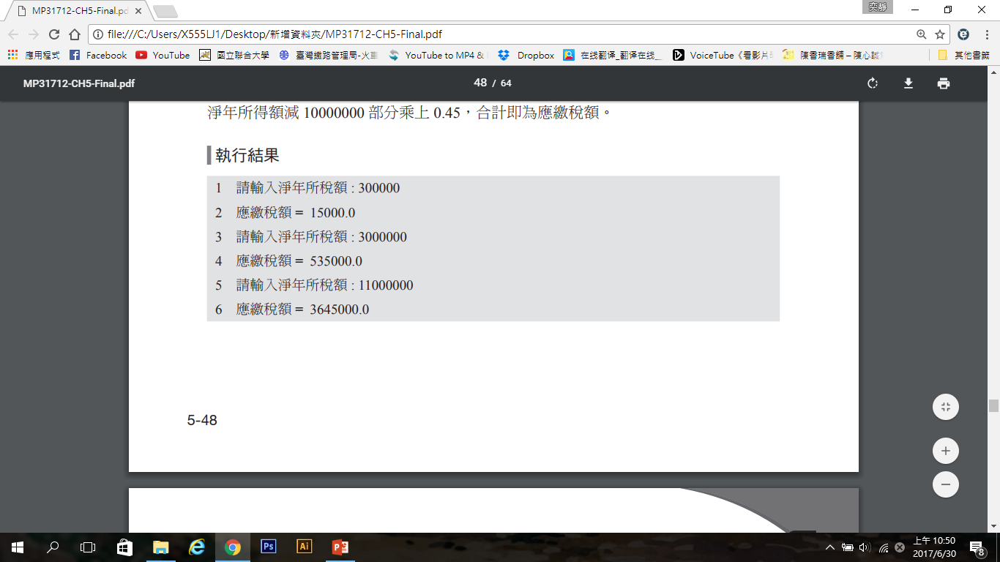 MP31712-CH5-Final.pd
奕靜
file:///C:/Users/X555LJ1/Desktop/新增資料夾/MP31712-CH5-Final.pdf
應用程式 Facebook YouTube 國立聯合大學 臺灣鐵路管理局-火車 YouTube to MP4 & Dropbox 在线翻译_翻译在线_ VoiceTube《看影片 陳香瑞香舖 – 陳心誠 其他書籤
MP31712-CH5-Final.pdf 48 / 64
淨年所得額減 10000000 部分乘上 0.45，合計即為應繳稅額。
執行結果
1 請輸入淨年所稅額 : 300000
2 應繳稅額 = 15000.0
3 請輸入淨年所稅額 : 3000000
4 應繳稅額 = 535000.0
5 請輸入淨年所稅額 : 11000000
6 應繳稅額 = 3645000.0
5-48
Ps Ai P
上午 10:50
2017/6/30
8